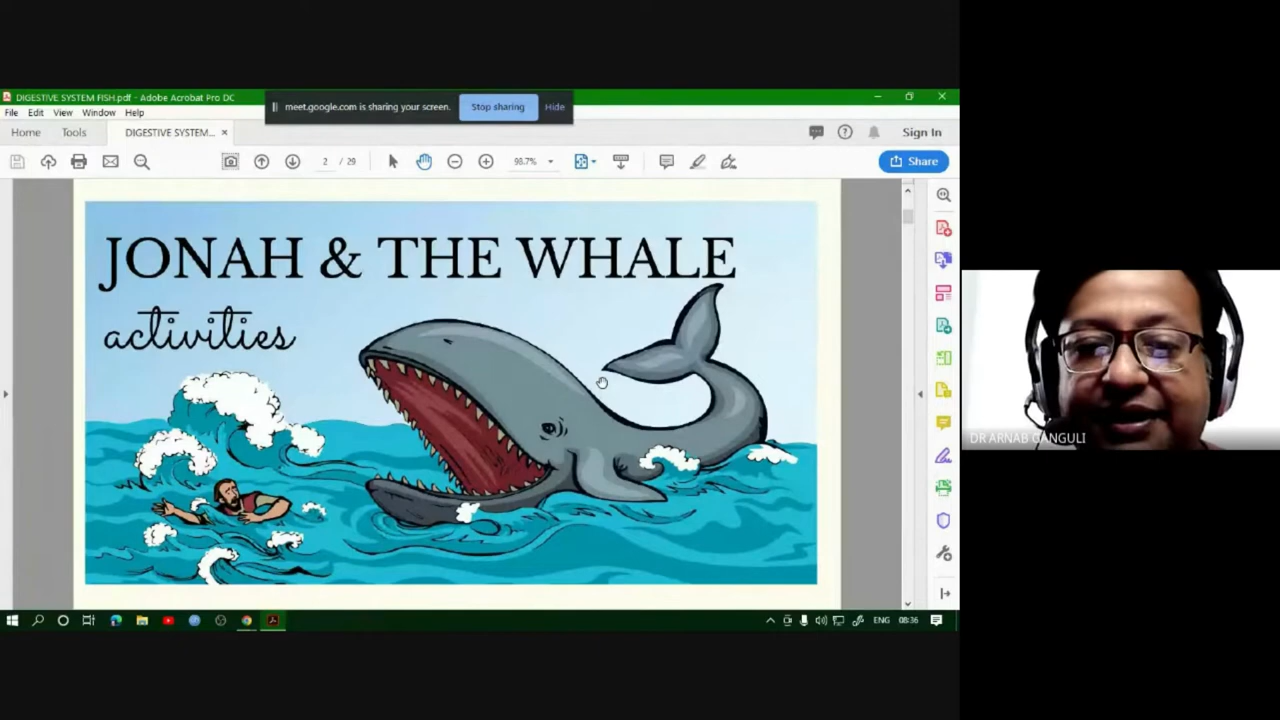 DIGESTIVE SYSTEM FISH.pdf - Adobe Acrobat Pro DC
meet.google.com is sharing your screen.
Stop sharing
Hide
File Edit View Window Help
Home Tools
DIGESTIVE SYSTEM...
Sign In
2 / 29
98.7%
Share
JONAH & THE WHALE
activities
DR ARNAB GANGULI
ENG 08:36